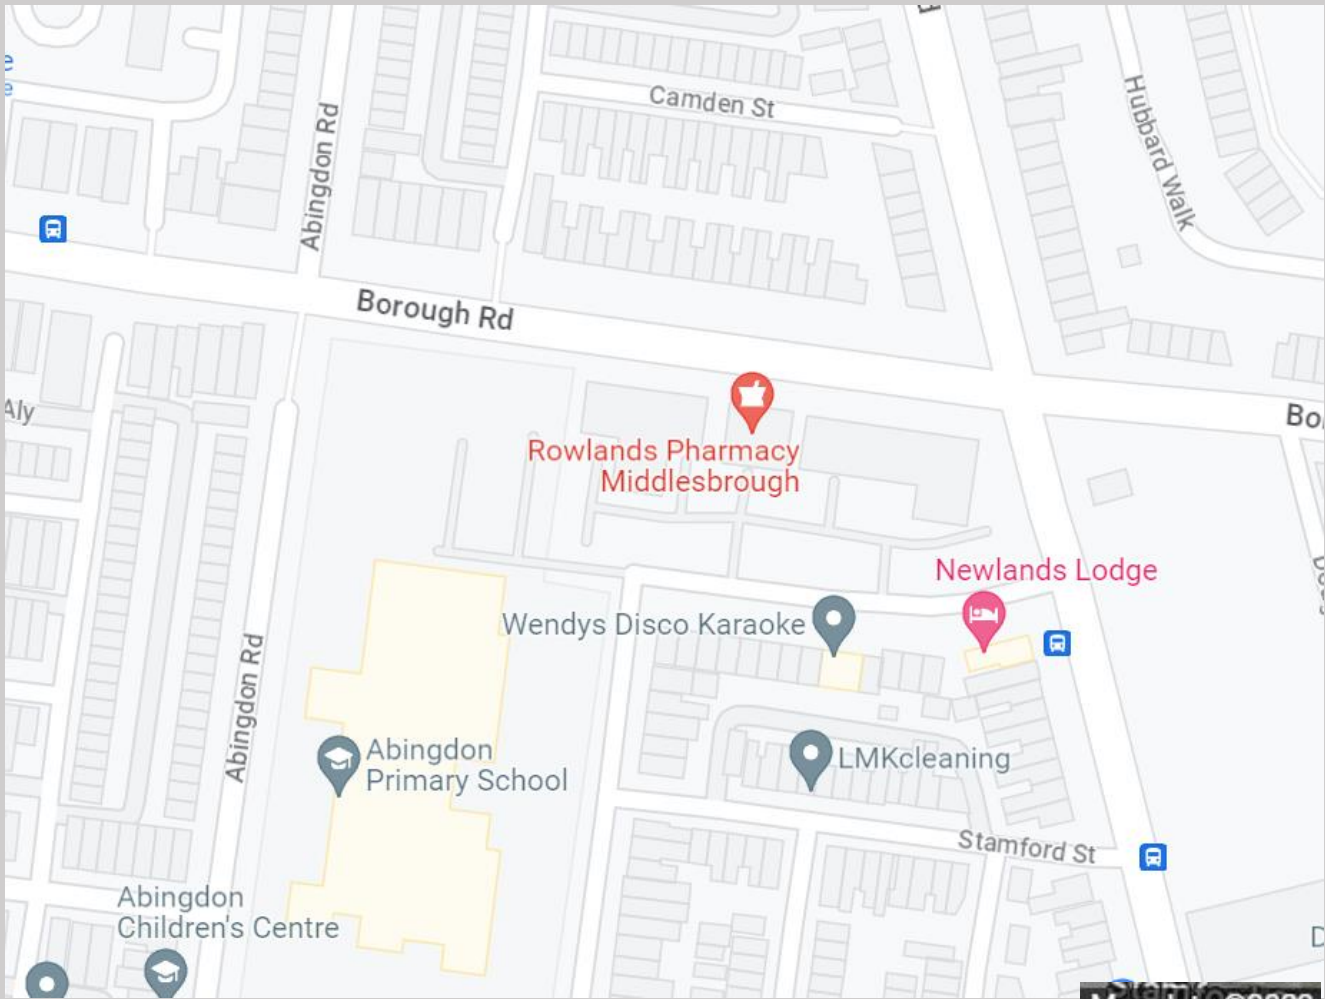 Camden St
Hubbard Walk
Abingdon Rd
Borough Rd
Aly
Rowlands Pharmacy
Middlesbrough
Newlands Lodge
Wendys Disco Karaoke
Abingdon Rd
Abingdon
Primary School
LMKcleaning
Stamford St
Abingdon
Children's Centre